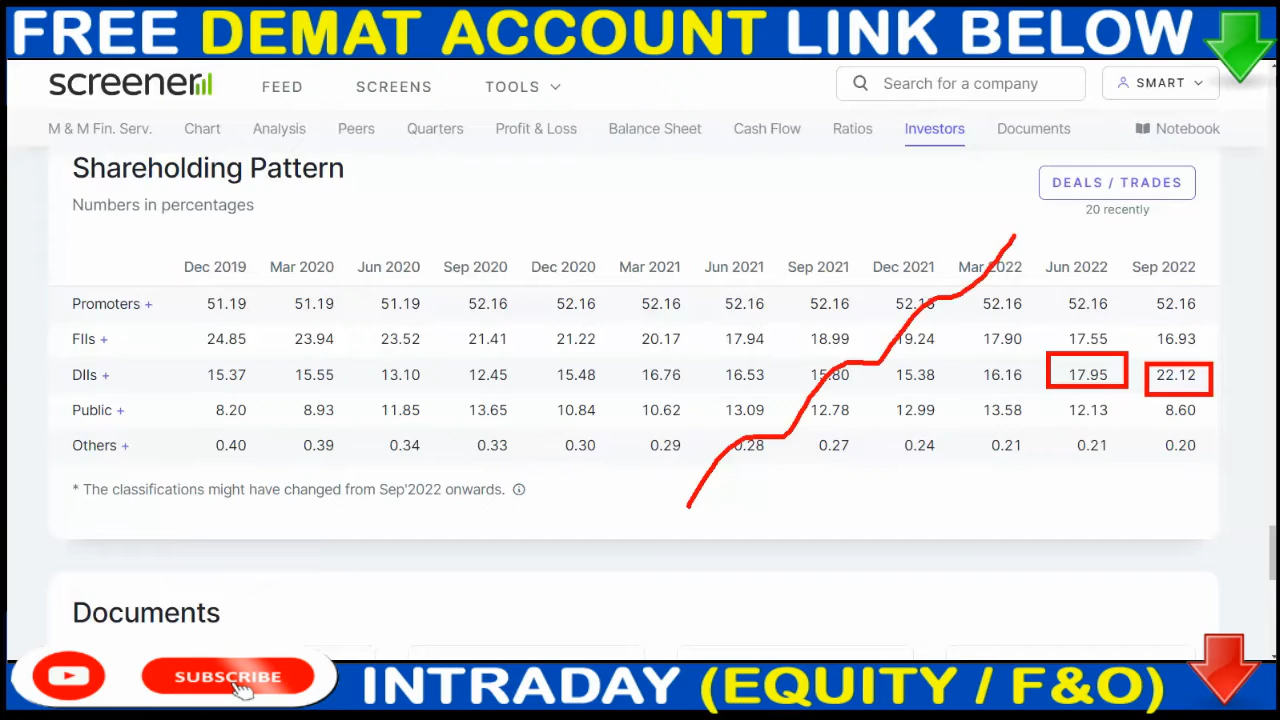 FREE DEMAT ACCOUNT LINK BELOW
screener FEED SCREENS TOOLS Search for a company SMART
M & M Fin. Serv. Chart Analysis Peers Quarters Profit & Loss Balance Sheet Cash Flow Ratios Investors Documents Notebook
Shareholding Pattern
DEALS / TRADES
Numbers in percentages
20 recently
Dec 2019 Mar 2020 Jun 2020 Sep 2020 Dec 2020 Mar 2021 Jun 2021 Sep 2021 Dec 2021 Mar 2022 Jun 2022 Sep 2022
Promoters + 51.19 51.19 51.19 52.16 52.16 52.16 52.16 52.16 52.16 52.16 52.16 52.16
FIIs + 24.85 23.94 23.52 21.41 21.22 20.17 17.94 18.99 19.24 17.90 17.55 16.93
DIIs + 15.37 15.55 13.10 12.45 15.48 16.76 16.53 15.80 15.38 16.16 17.95 22.12
Public + 8.20 8.93 11.85 13.65 10.84 10.62 13.09 12.78 12.99 13.58 12.13 8.60
Others + 0.40 0.39 0.34 0.33 0.30 0.29 0.28 0.27 0.24 0.21 0.21 0.20
* The classifications might have changed from Sep'2022 onwards.
Documents
SUBSCRIBE
INTRADAY (EQUITY / F&O)